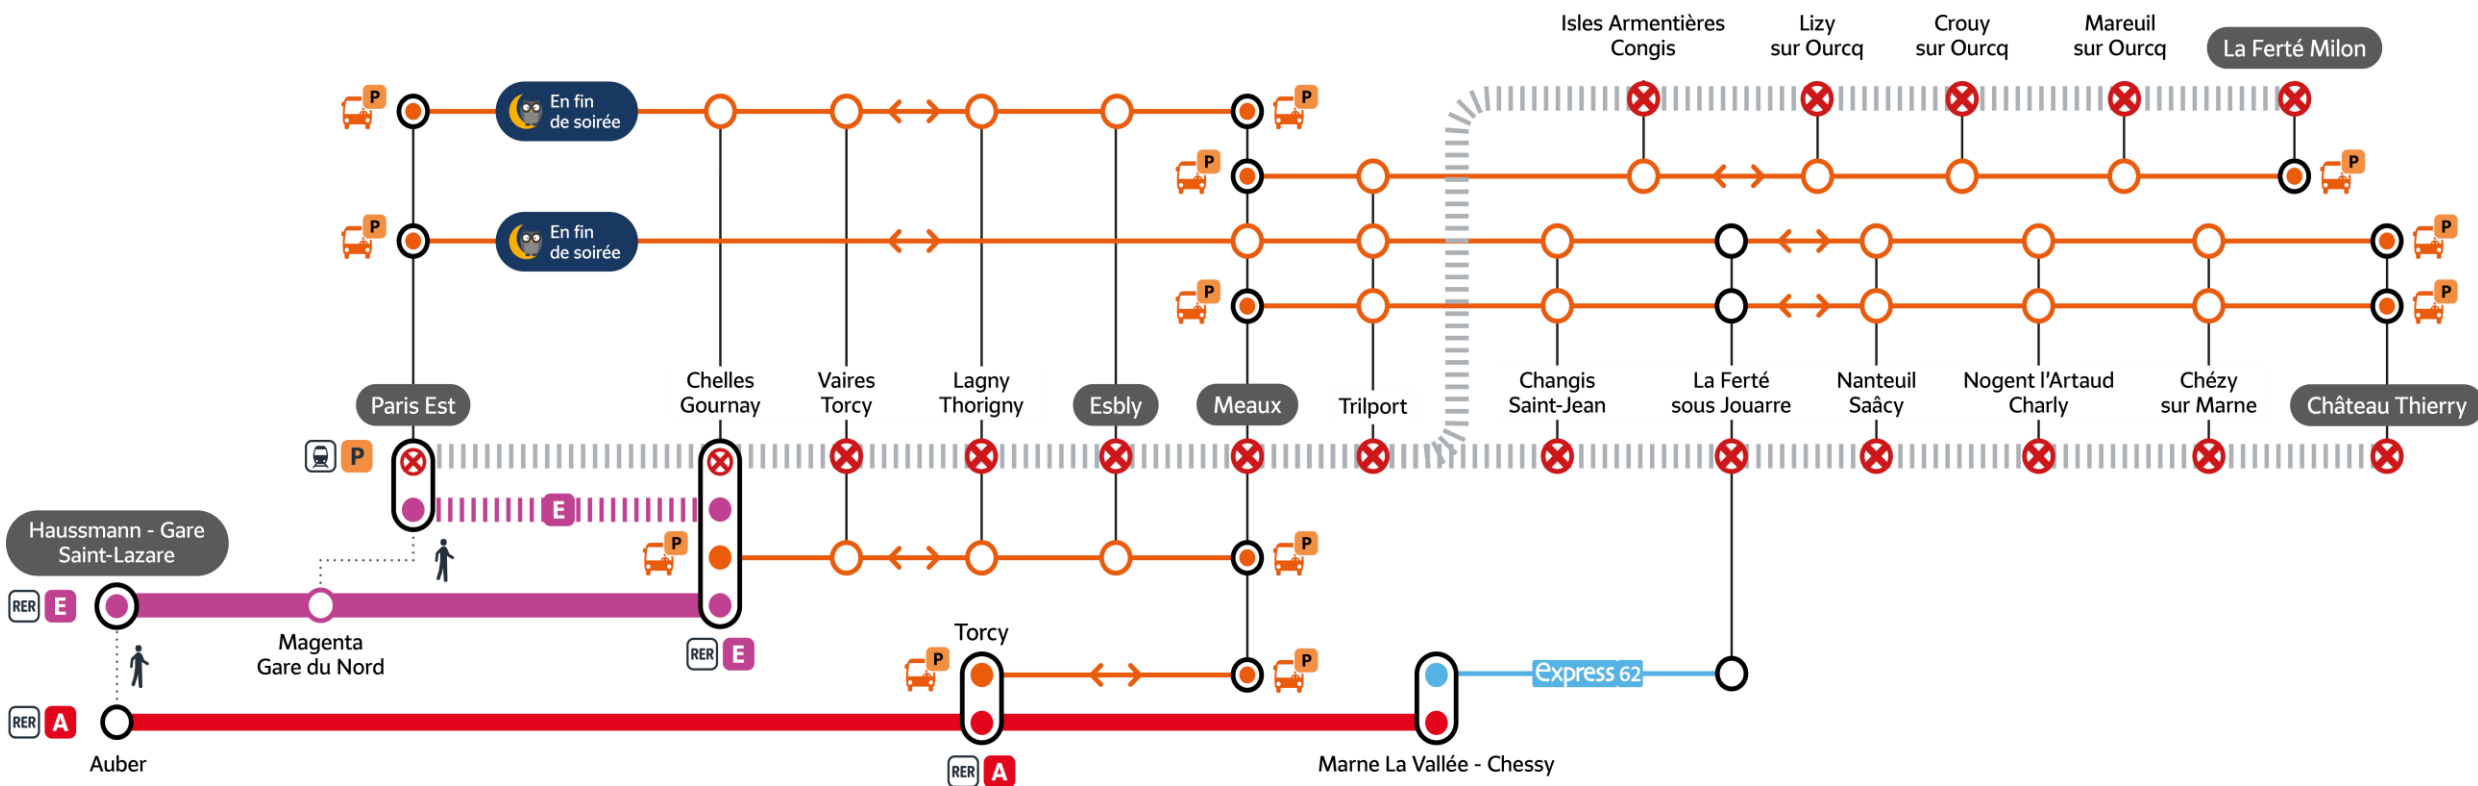 Isles Armentières
Congis
Lizy
sur Ourcq
Crouy
sur Ourcq
Mareuil
sur Ourcq
La Ferté Milon
P
En fin
de soirée
P
P
P
P
En fin
de soirée
P
P
P
Paris Est
Chelles
Gournay
Vaires
Torcy
Lagny
Thorigny
Esbly
Meaux
Trilport
Changis
Saint-Jean
La Ferté
sous Jouarre
Nanteuil
Saâcy
Nogent l'Artaud
Charly
Chézy
sur Marne
Château Thierry
P
E
Haussmann - Gare
Saint-Lazare
P
P
RER E
Magenta
Gare du Nord
RER E
Torcy
P
P
express 62
RER A
Auber
RER A
Marne La Vallée - Chessy